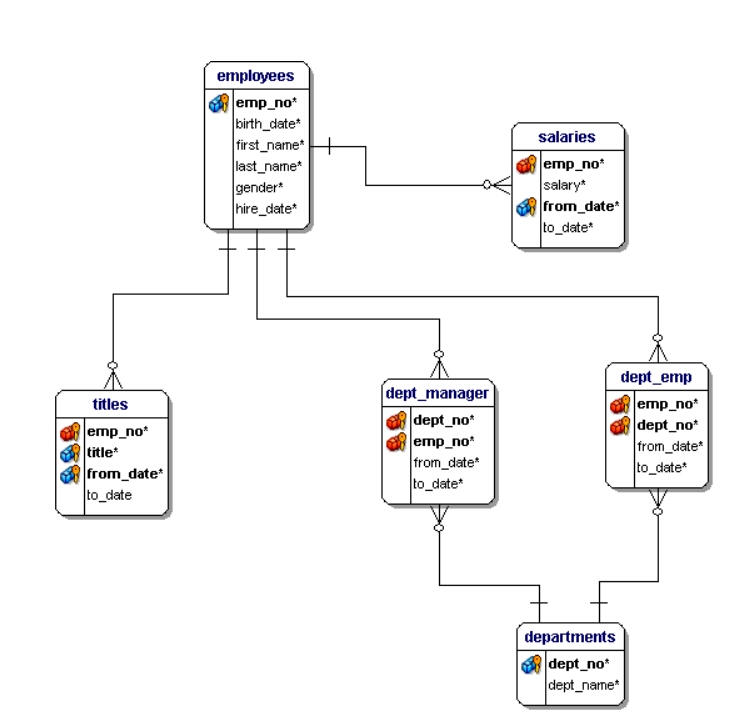 employees
emp_no*
birth_date*
first_name*
last_name*
gender*
hire_date*
salaries
emp_no*
salary*
from_date*
to_date*
titles
emp_no*
title*
from_date*
to_date
dept_manager
dept_no*
emp_no*
from_date*
to_date*
dept_emp
emp_no*
dept_no*
from_date*
to_date*
departments
dept_no*
dept_name*